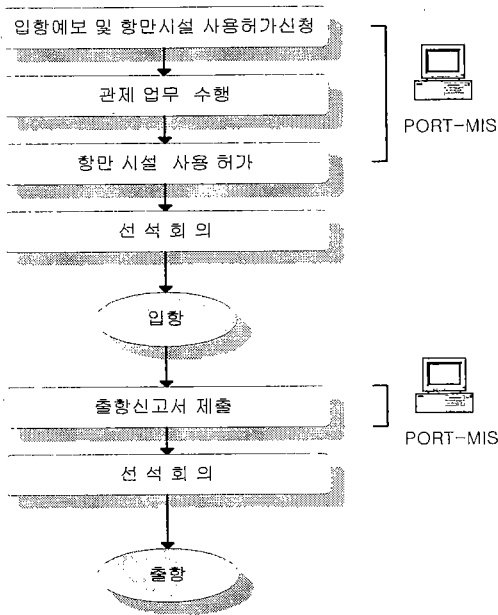 입항예보 및 항만시설 사용허가신청
관제 업무 수행
PORT-MIS
항만 시설 사용 허가
선 석 회 의
입항
출항신고서 제출
PORT-MIS
선 석 회 의
출항